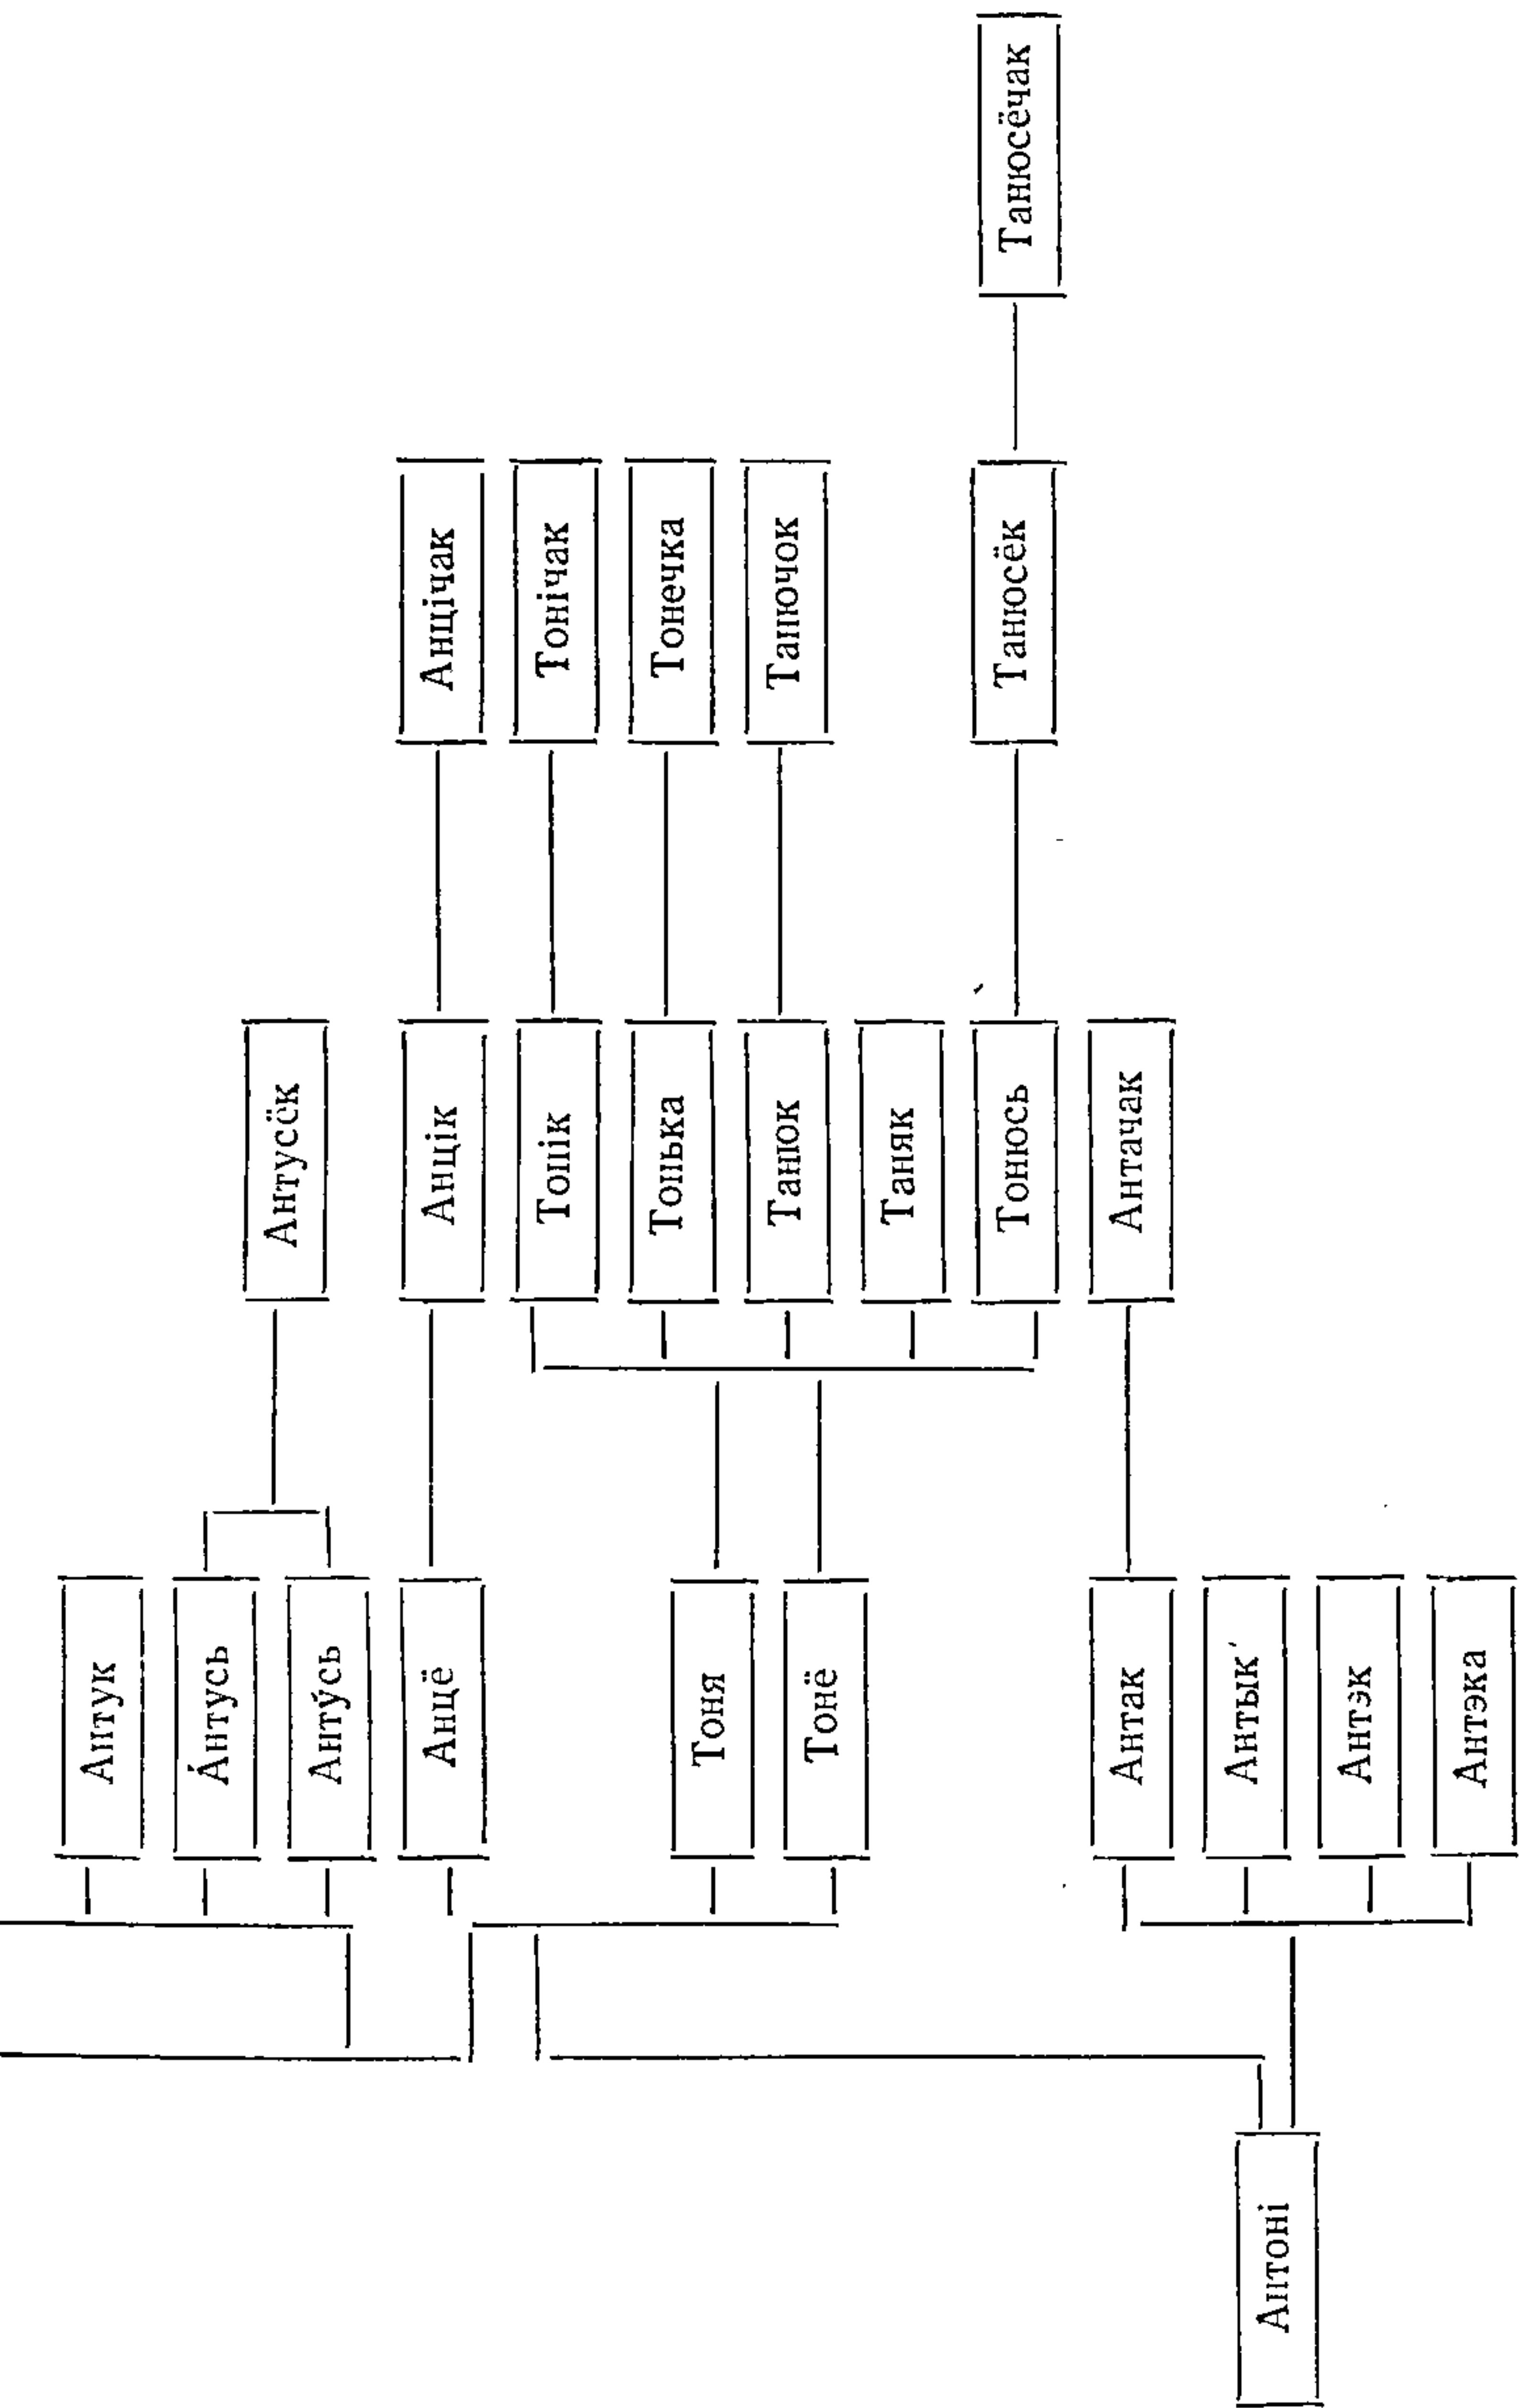 Антук
А́нтусь
Анту́сь
Анцё
Тоня
Тонё
Антак
Антык
Антэк
Антэка
Антоні
Антусёк
Анцік
Тонік
Тонька
Танюк
Таняк
Тонюсь
Антачак
Анцічак
Тонічак
Тонечка
Танючок
Танюсёк
Танюсёчак